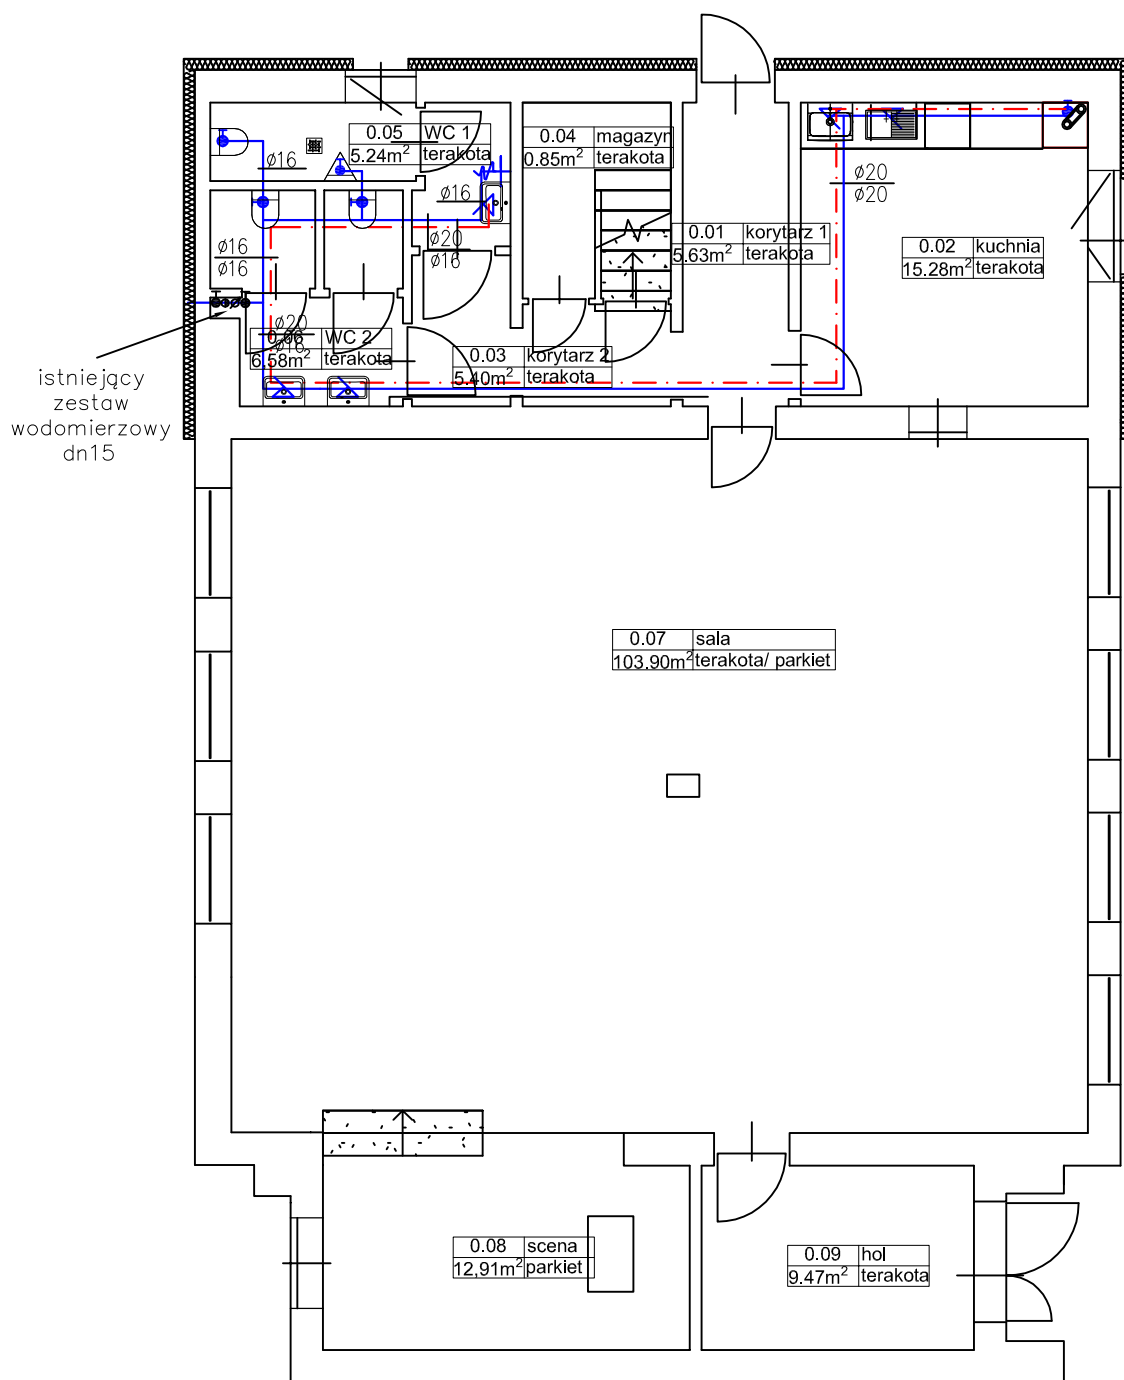 0.05 WC 1
5.24m² terakota
0.04 magazyn
0.85m² terakota
ø16
ø16
ø20
ø20
0.01 korytarz 1
5.63m² terakota
0.02 kuchnia
15.28m² terakota
ø20
ø16
ø16
ø16
ø20
ø16
0.06 WC 2
6.58m² terakota
0.03 korytarz 2
5.40m² terakota
istniejący
zestaw
wodomierzowy
dn15
0.07 sala
103.90m² terakota/ parkiet
0.08 scena
12,91m² parkiet
0.09 hol
9.47m² terakota